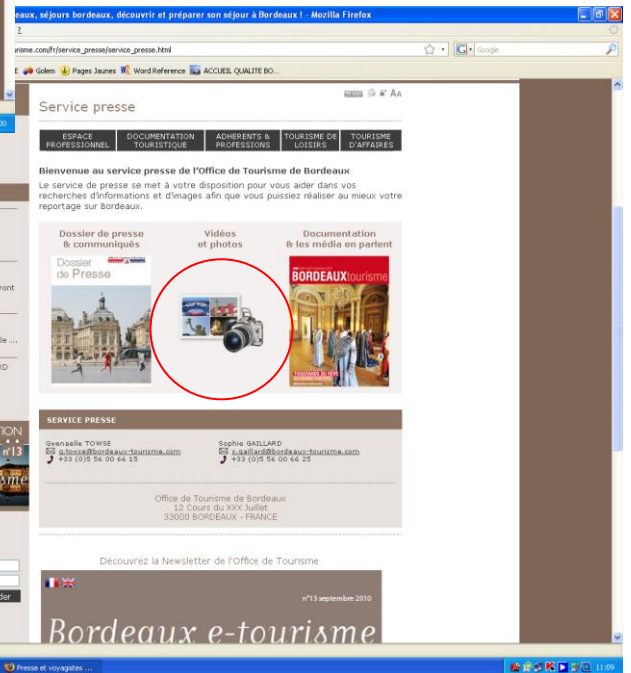 eaux, séjours bordeaux, découvrir et préparer son séjour à Bordeaux ! - Mozilla Firefox
?
urisme.com/fr/service_presse/service_presse.html
Google
E Golem Pages Jaunes Word Reference ACCUEIL QUALITE BO...
AA
Service presse
ESPACE PROFESSIONNEL
DOCUMENTATION TOURISTIQUE
ADHERENTS & PROFESSIONS
TOURISME DE LOISIRS
TOURISME D'AFFAIRES
Bienvenue au service presse de l'Office de Tourisme de Bordeaux
Le service de presse se met à votre disposition pour vous aider dans vos
recherches d'informations et d'images afin que vous puissiez réaliser au mieux votre
reportage sur Bordeaux.
Dossier de presse
& communiqués
Vidéos
et photos
Documentation
& les média en parlent
Dossier
de Presse
BORDEAUXtourisme
SERVICE PRESSE
Gwenaelle TOWSE
g.towse@bordeaux-tourisme.com
+33 (0)5 56 00 66 15
Sophie GAILLARD
s.gaillard@bordeaux-tourisme.com
+33 (0)5 56 00 66 25
Office de Tourisme de Bordeaux
12 Cours du XXX Juillet
33000 BORDEAUX - FRANCE
Découvrez la Newsletter de l'Office de Tourisme
n°13 septembre 2010
Bordeaux e-tourisme
ront
le ...
TION
n°13
sme
der
Presse et voyagistes ...
11:09